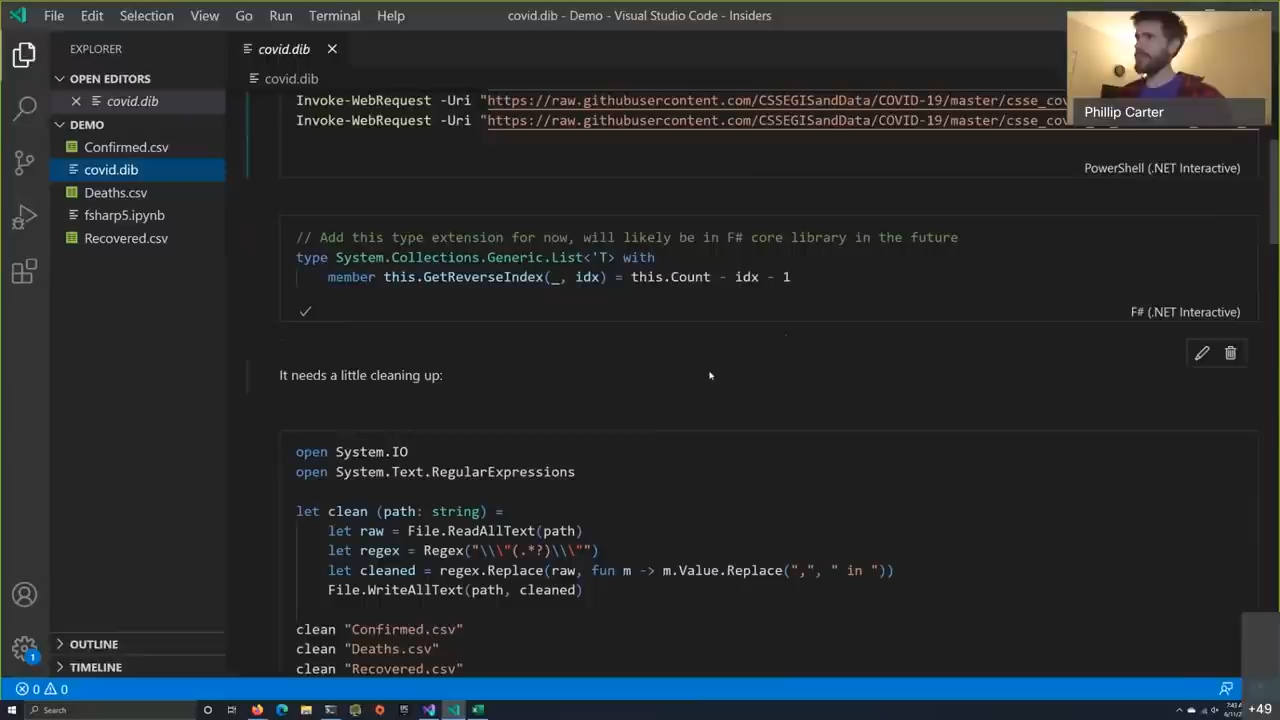 File Edit Selection View Go Run Terminal Help
covid.dib - Demo - Visual Studio Code - Insiders
EXPLORER
OPEN EDITORS
covid.dib
DEMO
Confirmed.csv
covid.dib
Deaths.csv
fsharp5.ipynb
Recovered.csv
OUTLINE
TIMELINE
1
covid.dib
covid.dib
Invoke-WebRequest -Uri "https://raw.githubusercontent.com/CSSEGISandData/COVID-19/master/csse_cov
Invoke-WebRequest -Uri "https://raw.githubusercontent.com/CSSEGISandData/COVID-19/master/csse_co
PowerShell (.NET Interactive)
// Add this type extension for now, will likely be in F# core library in the future
type System.Collections.Generic.List<'T> with
member this.GetReverseIndex(_, idx) = this.Count - idx - 1
F# (.NET Interactive)
It needs a little cleaning up:
open System.IO
open System.Text.RegularExpressions
let clean (path: string) =
let raw = File.ReadAllText(path)
let regex = Regex("\\\"(.*?)\\\"")
let cleaned = regex.Replace(raw, fun m -> m.Value.Replace(",", " in "))
File.WriteAllText(path, cleaned)
clean "Confirmed.csv"
clean "Deaths.csv"
clean "Recovered.csv"
Phillip Carter
0 0
Search
+49